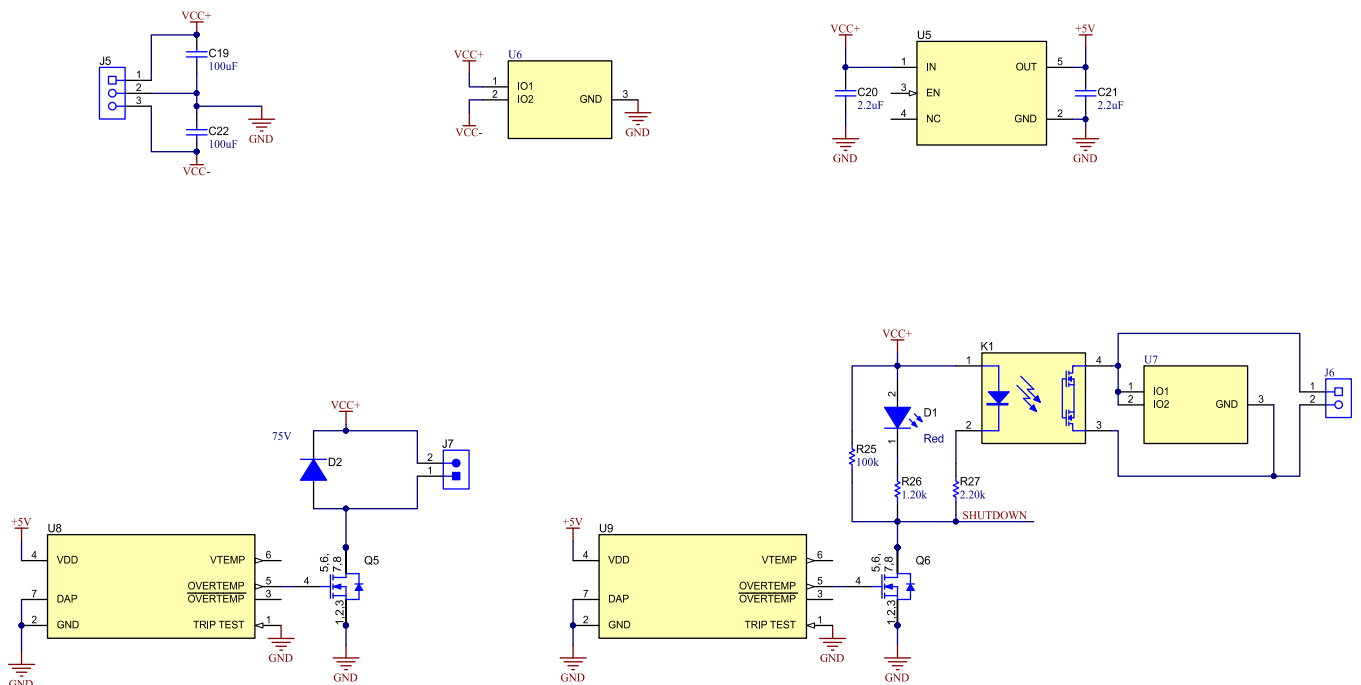 VCC+
C19
100uF
J5
1
2
3
GND
C22
100uF
VCC-
VCC+
U6
1
IO1
2
IO2
GND
3
VCC-
GND
VCC+
U5
+5V
1
IN
OUT
5
C20
2.2uF
3
EN
C21
2.2uF
4
NC
GND
2
GND
GND
VCC+
75V
D2
J7
2
1
+5V
U8
4
VDD
VTEMP
6
5,6,
7,8
Q5
OVERTEMP
5
4
7
DAP
OVERTEMP
3
1,2,3
2
GND
TRIP TEST
1
GND
GND
GND
VCC+
K1
1
4
U7
J6
2
D1
Red
1
IO1
2
IO2
GND
3
1
2
1
2
3
R25
100k
R26
1.20k
R27
2.20k
SHUTDOWN
+5V
U9
4
VDD
VTEMP
6
5,6,
7,8
Q6
OVERTEMP
5
4
7
DAP
OVERTEMP
3
1,2,3
2
GND
TRIP TEST
1
GND
GND
GND